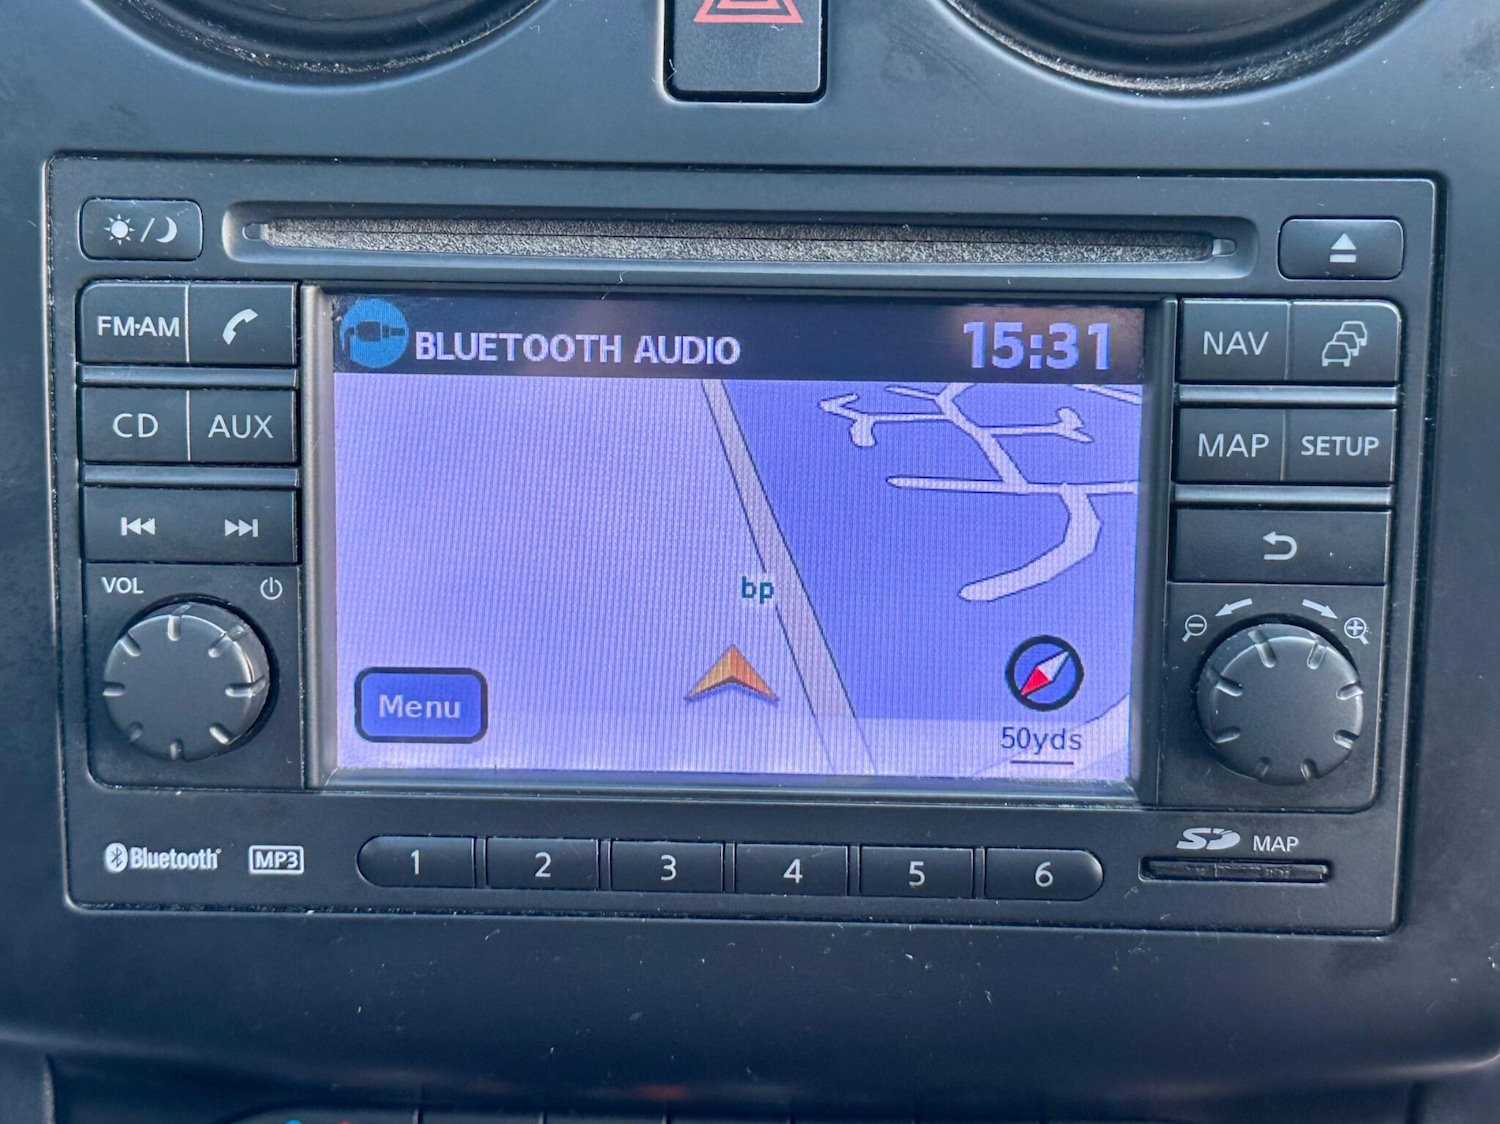 BLUETOOTH AUDIO 15:31
FM·AM
NAV
CD AUX
MAP SETUP
VOL
bp
Menu
50yds
Bluetooth MP3 1 2 3 4 5 6 SD MAP